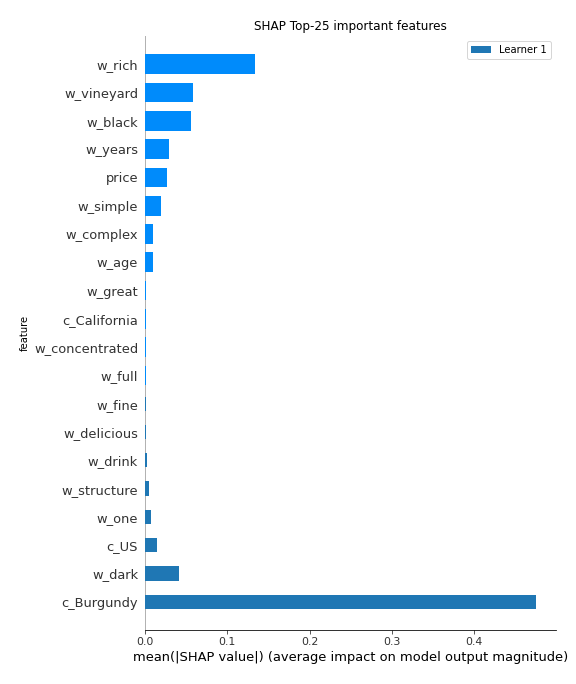 SHAP Top-25 important features
Learner 1
w_rich
w_vineyard
w_black
w_years
price
w_simple
w_complex
w_age
w_great
c_California
w_concentrated
w_full
w_fine
w_delicious
w_drink
w_structure
w_one
c_US
w_dark
c_Burgundy
feature
0.0 0.1 0.2 0.3 0.4
mean(|SHAP value|) (average impact on model output magnitude)